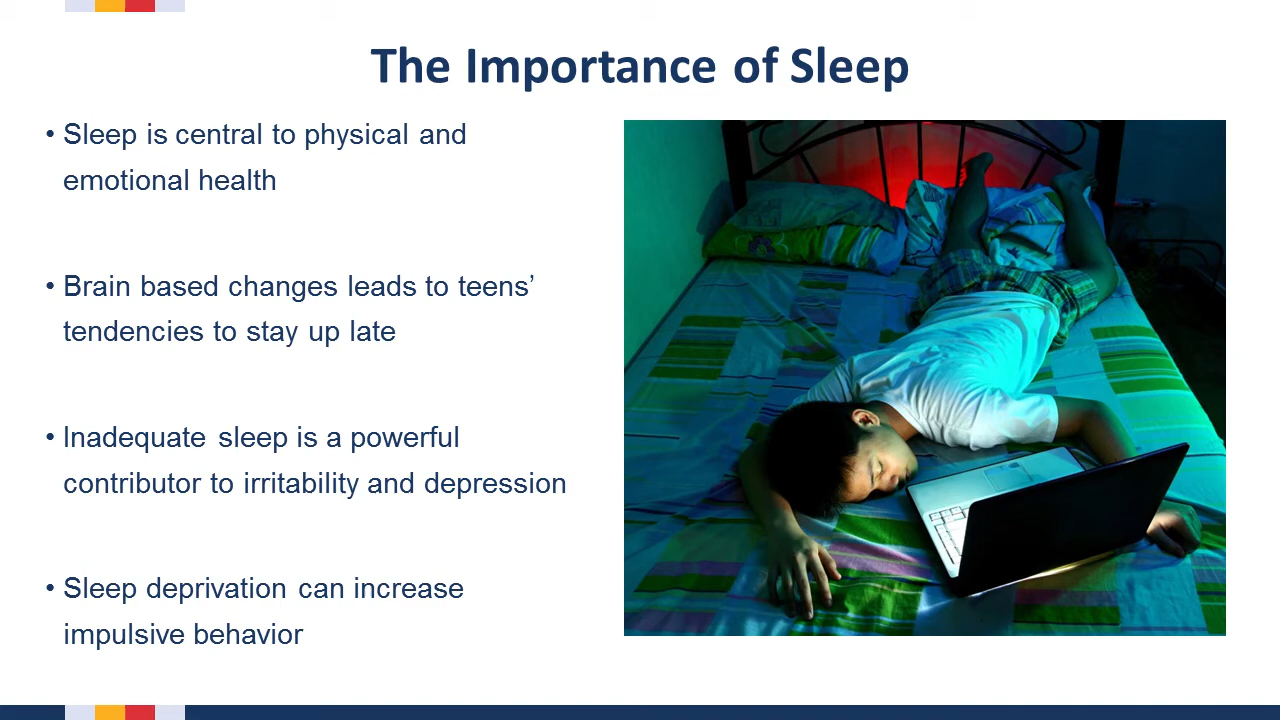 The Importance of Sleep
• Sleep is central to physical and
emotional health
• Brain based changes leads to teens’
tendencies to stay up late
• Inadequate sleep is a powerful
contributor to irritability and depression
• Sleep deprivation can increase
impulsive behavior